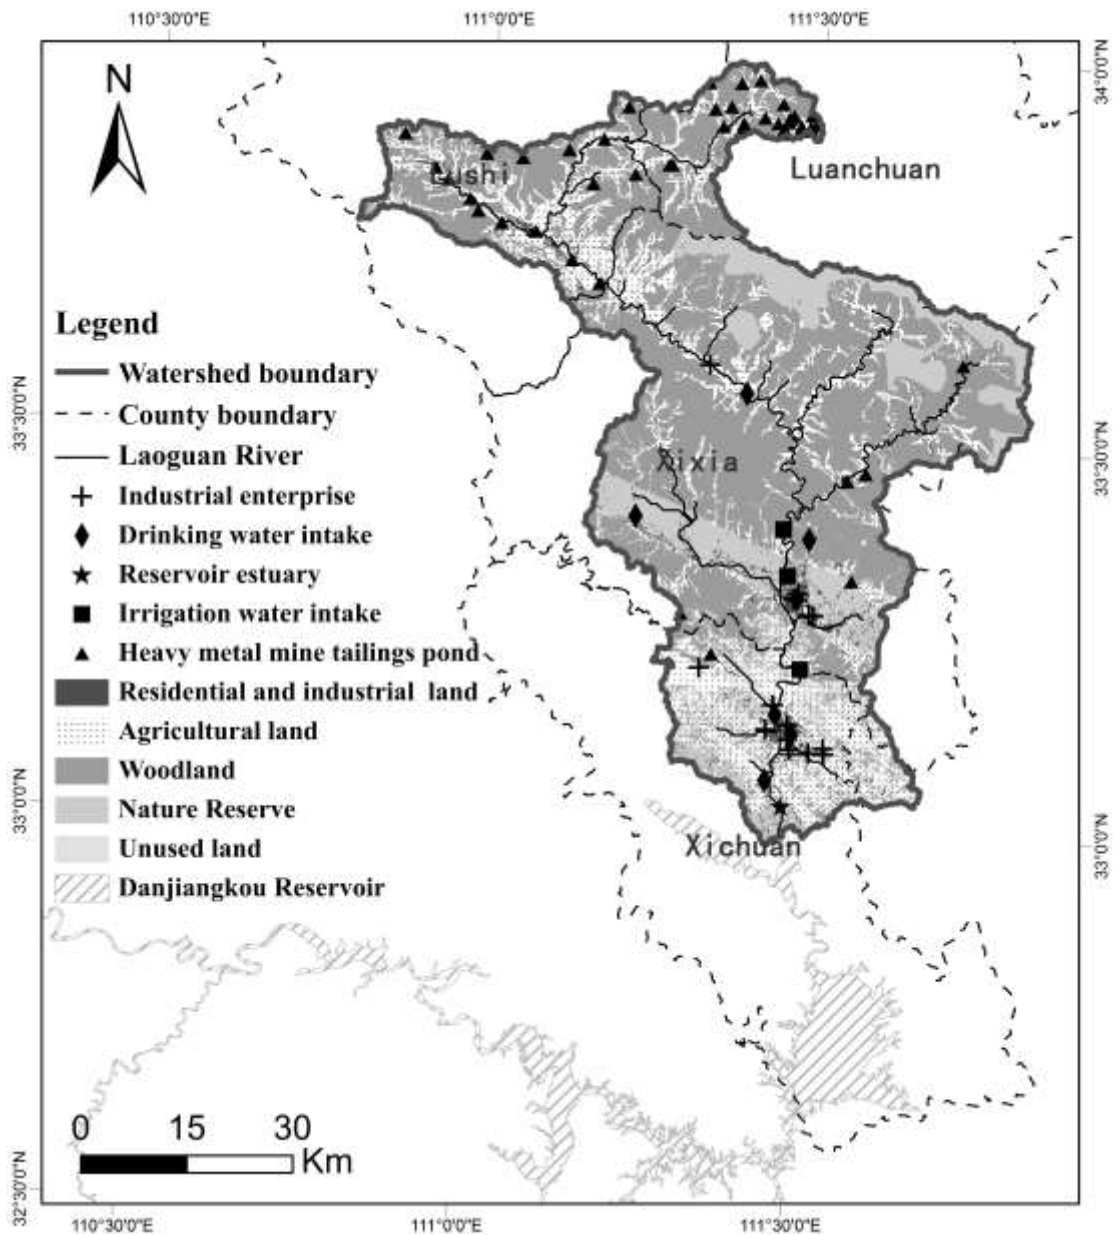 110°30'0"E 111°0'0"E 111°30'0"E
34°0'0"N
N
Lushi
Luanchuan
Legend
Watershed boundary
County boundary
Laoguan River
Industrial enterprise
Drinking water intake
Reservoir estuary
Irrigation water intake
Heavy metal mine tailings pond
Residential and industrial land
Agricultural land
Woodland
Nature Reserve
Unused land
Danjiangkou Reservoir
33°30'0"N
33°30'0"N
Xixia
33°0'0"N
33°0'0"N
Xichuan
0 15 30
Km
32°30'0"N
110°30'0"E 111°0'0"E 111°30'0"E